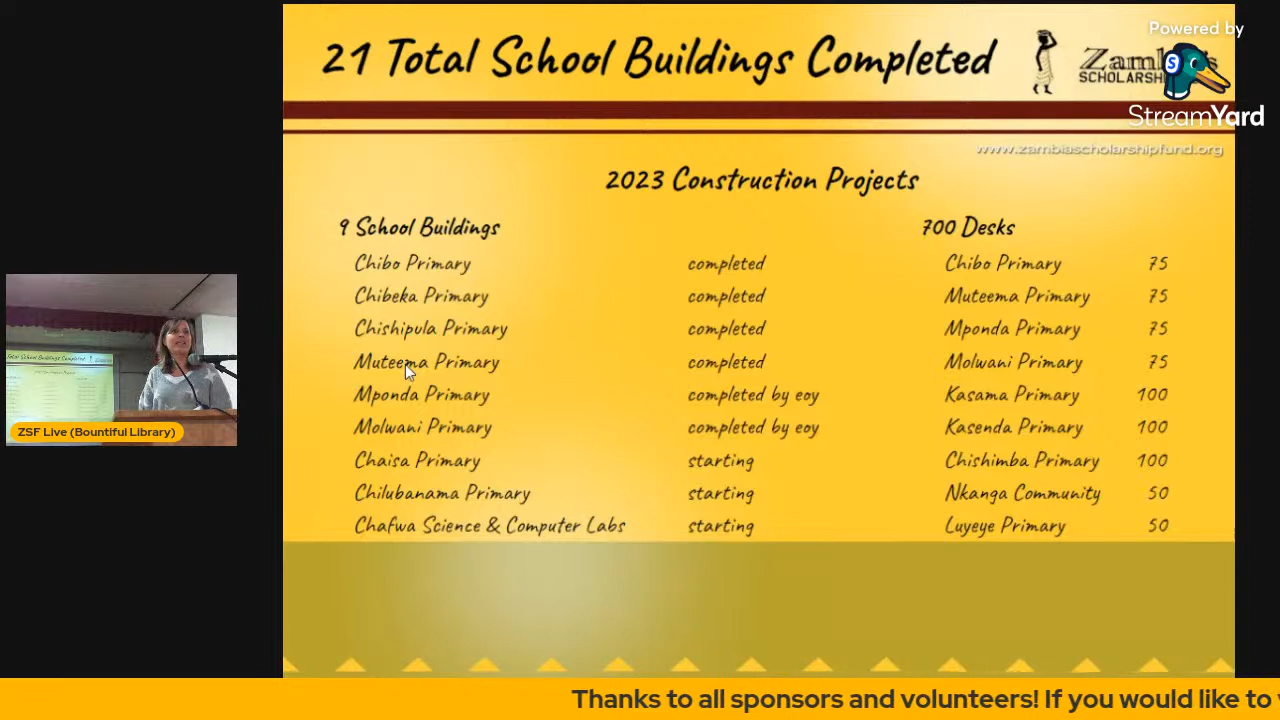 21 Total School Buildings Completed
Powered by
StreamYard
www.zambiascholarshipfund.org
2023 Construction Projects
9 School Buildings 700 Desks
Chibo Primary completed Chibo Primary 75
Chibeka Primary completed Muteema Primary 75
Chishipula Primary completed Mponda Primary 75
Muteema Primary completed Molwani Primary 75
Mponda Primary completed by eoy Kasama Primary 100
Molwani Primary completed by eoy Kasenda Primary 100
Chaisa Primary starting Chishimba Primary 100
Chilubanama Primary starting Nkanga Community 50
Chafwa Science & Computer Labs starting Luyeye Primary 50
Total School Buildings Completed
ZSF Live (Bountiful Library)
Thanks to all sponsors and volunteers! If you would like to